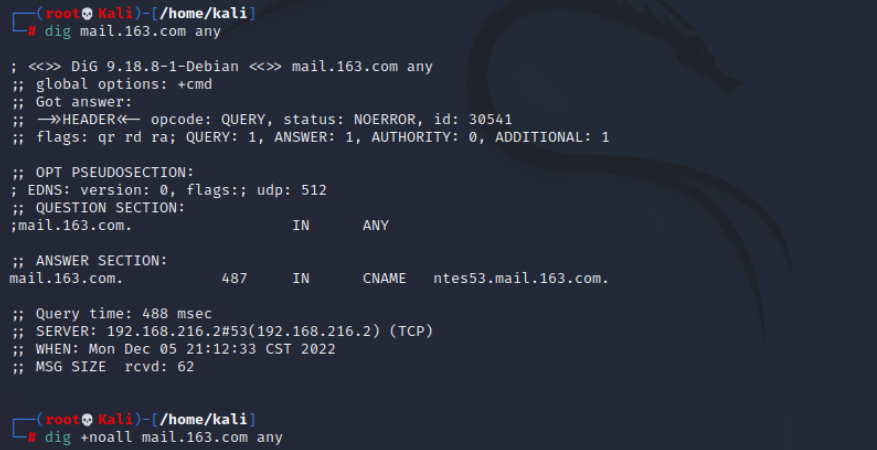 (root💀Kali)-[/home/kali]
# dig mail.163.com any
; <<>> DiG 9.18.8-1-Debian <<>> mail.163.com any
;; global options: +cmd
;; Got answer:
;; ->>HEADER<<- opcode: QUERY, status: NOERROR, id: 30541
;; flags: qr rd ra; QUERY: 1, ANSWER: 1, AUTHORITY: 0, ADDITIONAL: 1
;; OPT PSEUDOSECTION:
; EDNS: version: 0, flags:; udp: 512
;; QUESTION SECTION:
;mail.163.com. IN ANY
;; ANSWER SECTION:
mail.163.com. 487 IN CNAME ntes53.mail.163.com.
;; Query time: 488 msec
;; SERVER: 192.168.216.2#53(192.168.216.2) (TCP)
;; WHEN: Mon Dec 05 21:12:33 CST 2022
;; MSG SIZE rcvd: 62
(root💀Kali)-[/home/kali]
# dig +noall mail.163.com any